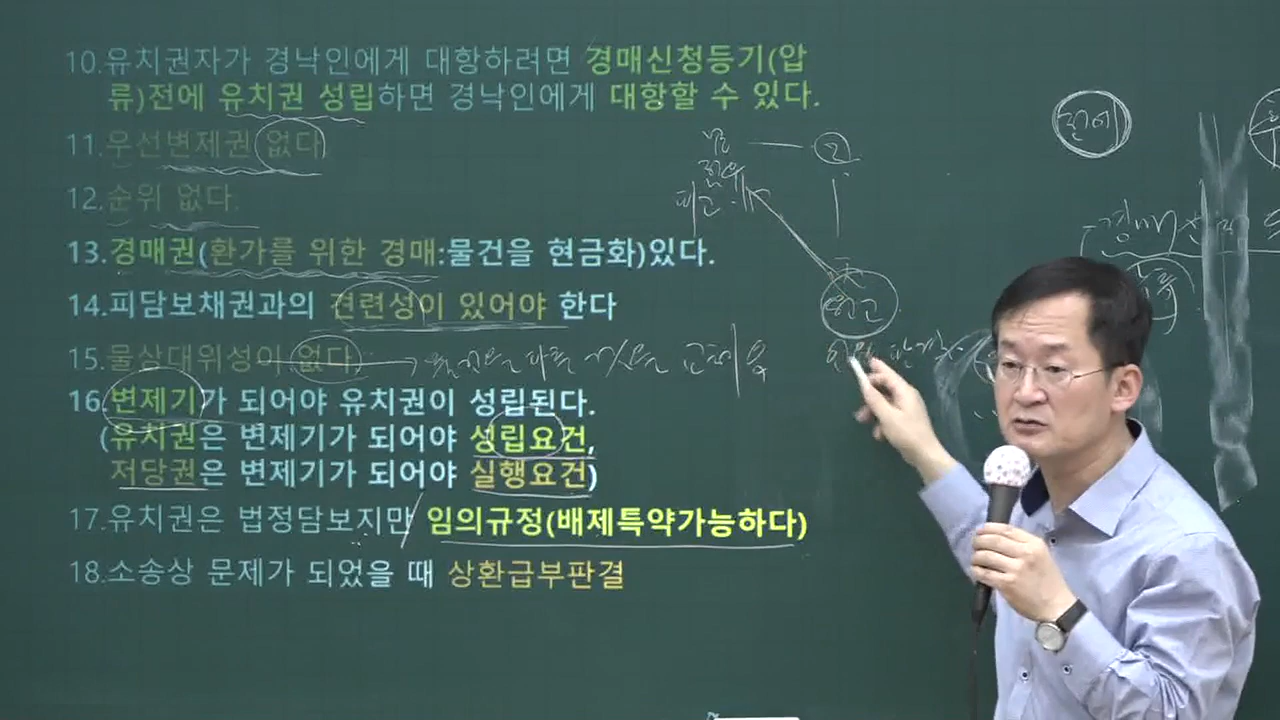 10.유치권자가 경낙인에게 대항하려면 경매신청등기(압
류)전에 유치권 성립하면 경낙인에게 대항할 수 있다.
11.우선변제권 없다.
12.순위 없다.
13.경매권(환가를 위한 경매:물건을 현금화)있다.
14.피담보채권과의 견련성이 있어야 한다
15.물상대위성이 없다.
16.변제기가 되어야 유치권이 성립된다.
(유치권은 변제기가 되어야 성립요건,
저당권은 변제기가 되어야 실행요건)
17.유치권은 법정담보지만 임의규정(배제특약가능하다)
18.소송상 문제가 되었을 때 상환급부판결
전에
2
피고
원고